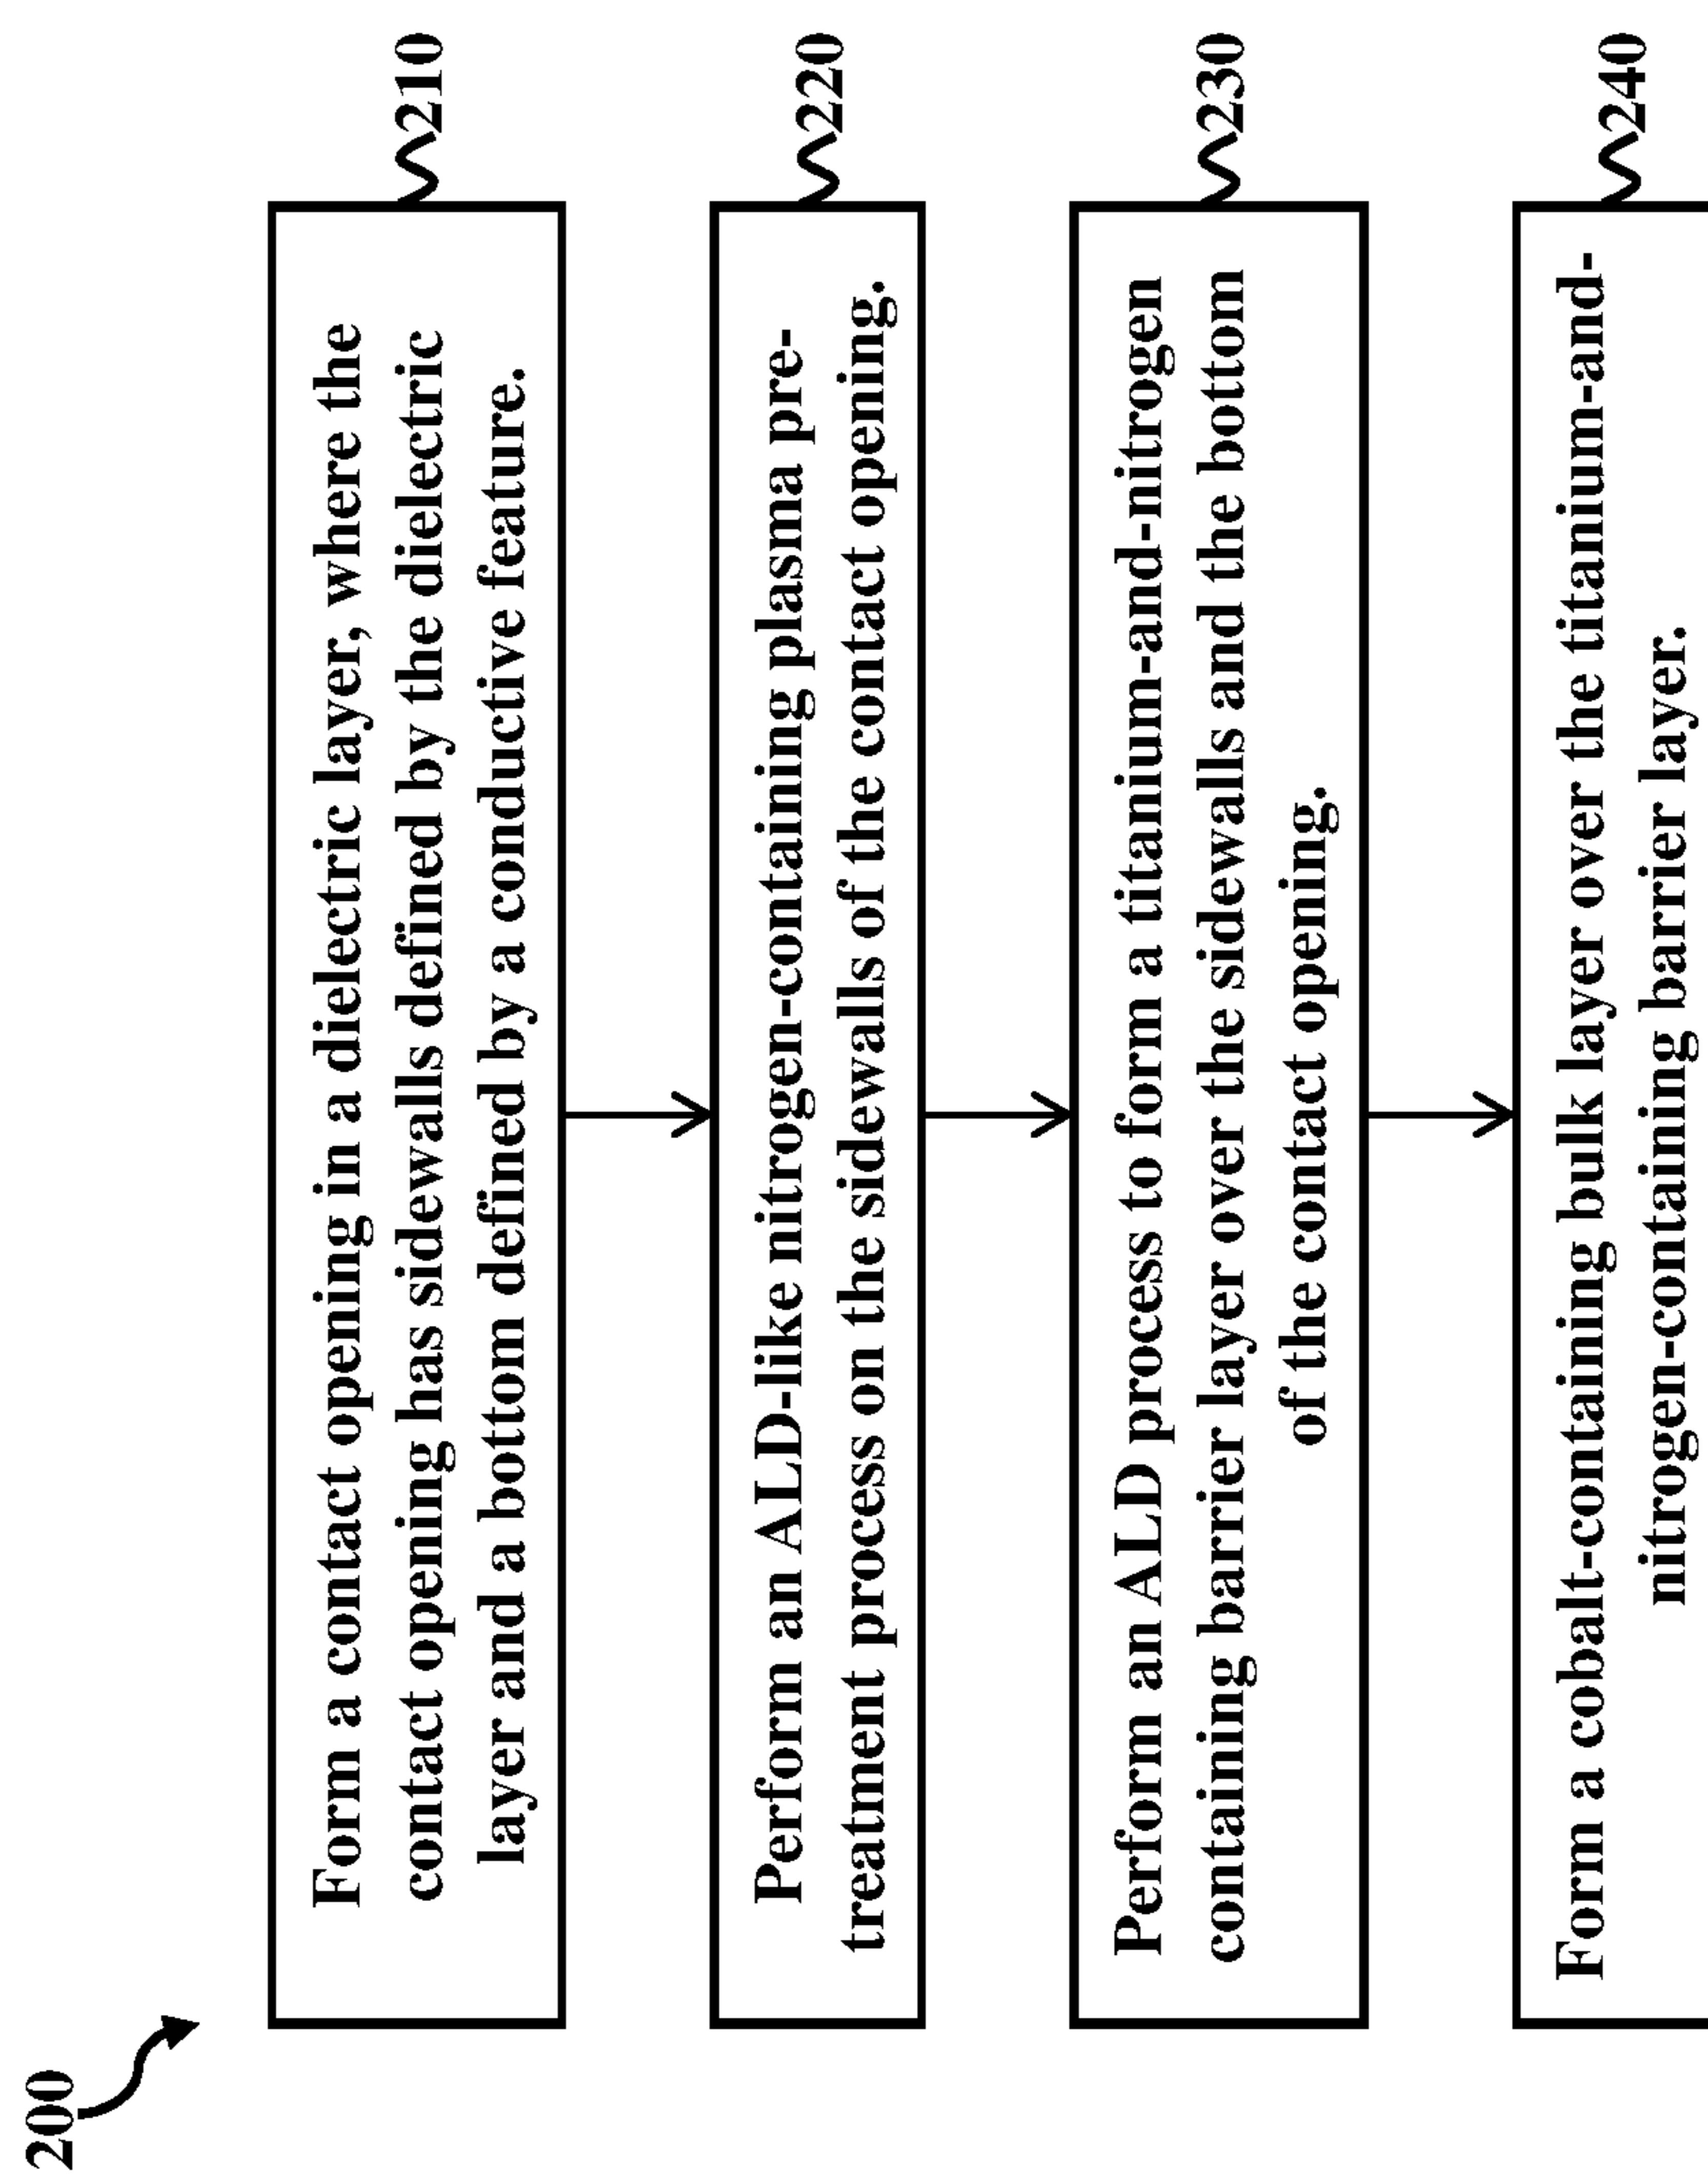 200
Form a contact opening in a dielectric layer, where the
contact opening has sidewalls defined by the dielectric
layer and a bottom defined by a conductive feature.
210
Perform an ALD-like nitrogen-containing plasma pre-
treatment process on the sidewalls of the contact opening.
220
Perform an ALD process to form a titanium-and-nitrogen
containing barrier layer over the sidewalls and the bottom
of the contact opening.
230
Form a cobalt-containing bulk layer over the titanium-and-
nitrogen-containing barrier layer.
240